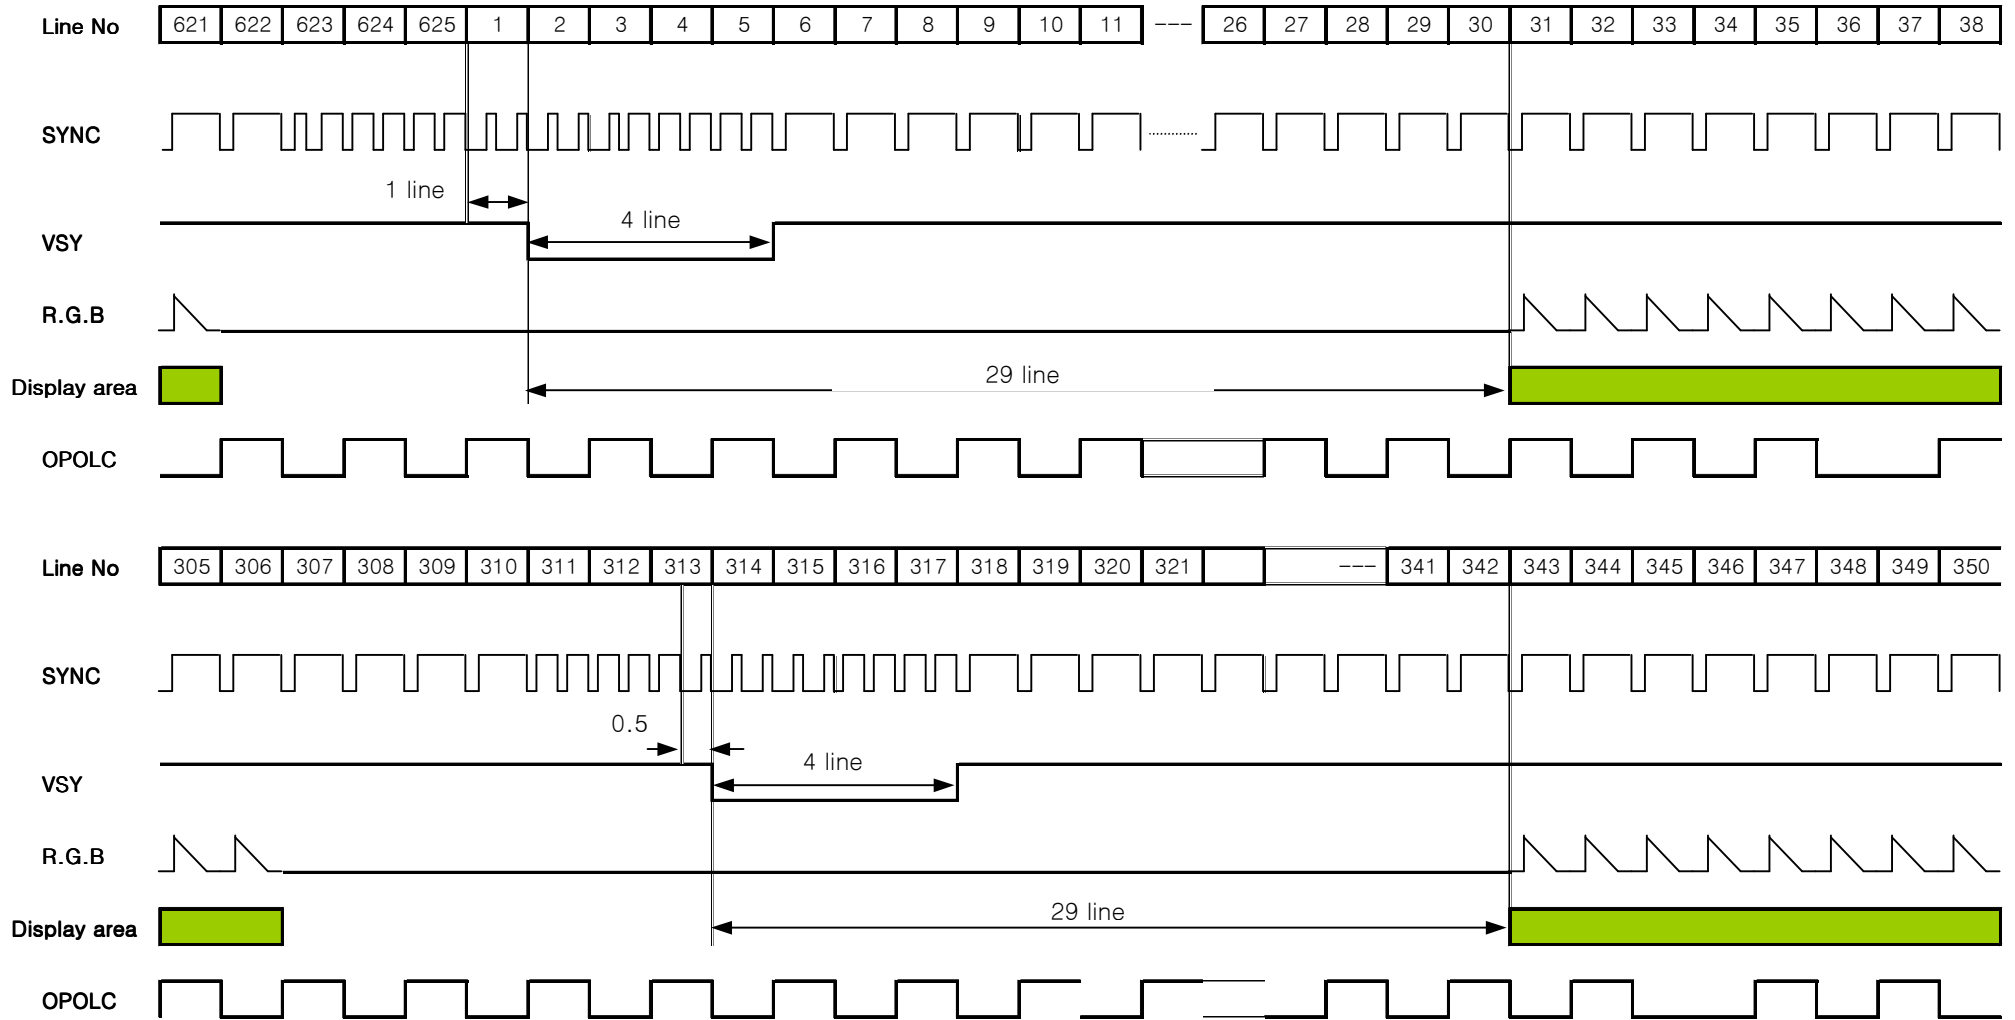 Line No 621 622 623 624 625 1 2 3 4 5 6 7 8 9 10 11 --- 26 27 28 29 30 31 32 33 34 35 36 37 38
SYNC
1 line
4 line
VSY
R.G.B
29 line
Display area
OPOLC
Line No 305 306 307 308 309 310 311 312 313 314 315 316 317 318 319 320 321 --- 341 342 343 344 345 346 347 348 349 350
SYNC
0.5
4 line
VSY
R.G.B
29 line
Display area
OPOLC